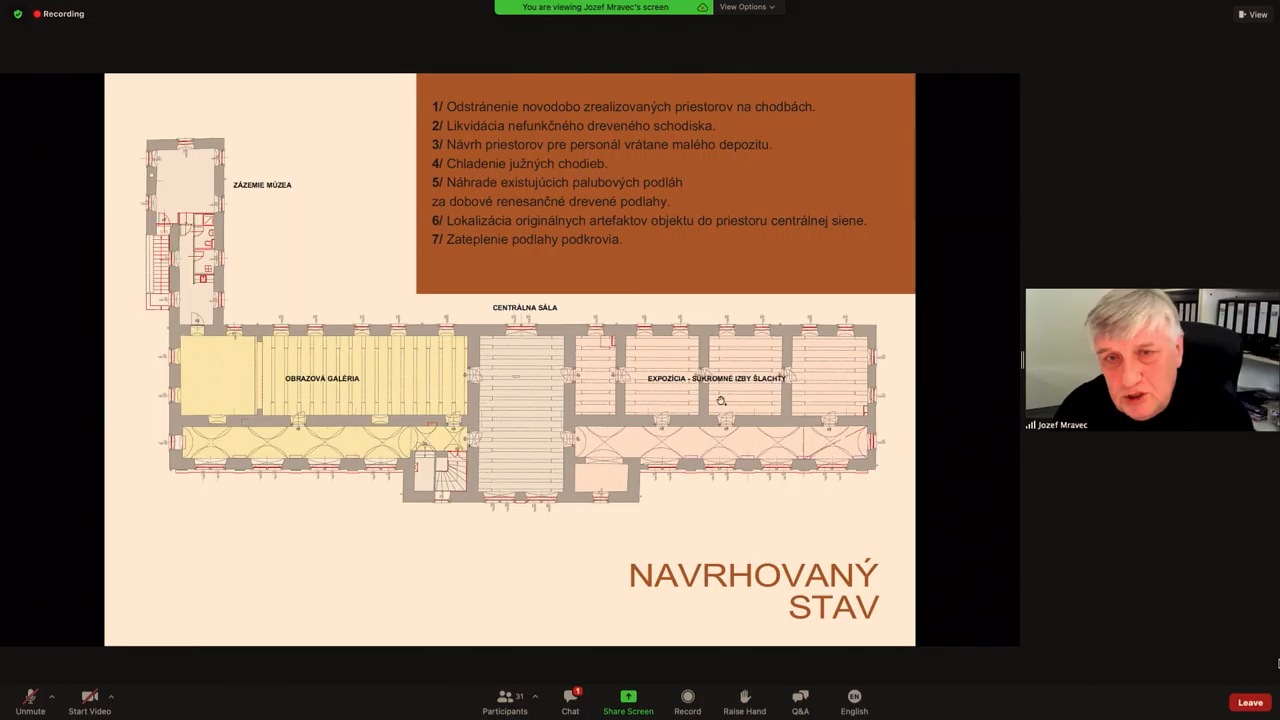 You are viewing Jozef Mravec's screen
View Options
Recording
View
1/ Odstránenie novodobo zrealizovaných priestorov na chodbách.
2/ Likvidácia nefunkčného dreveného schodiska.
3/ Návrh priestorov pre personál vrátane malého depozitu.
4/ Chladenie južných chodieb.
5/ Náhrade existujúcich palubových podláh
za dobové renesančné drevené podlahy.
6/ Lokalizácia originálnych artefaktov objektu do priestoru centrálnej siene.
7/ Zateplenie podlahy podkrovia.
ZÁZEMIE MÚZEA
CENTRÁLNA SÁLA
OBRAZOVÁ GALÉRIA
EXPOZÍCIA - SÚKROMNÉ IZBY ŠLACHTY
Jozef Mravec
NAVRHOVANÝ
STAV
Unmute
Start Video
Participants
31
Chat
1
Share Screen
Record
Raise Hand
Q&A
EN
English
Leave